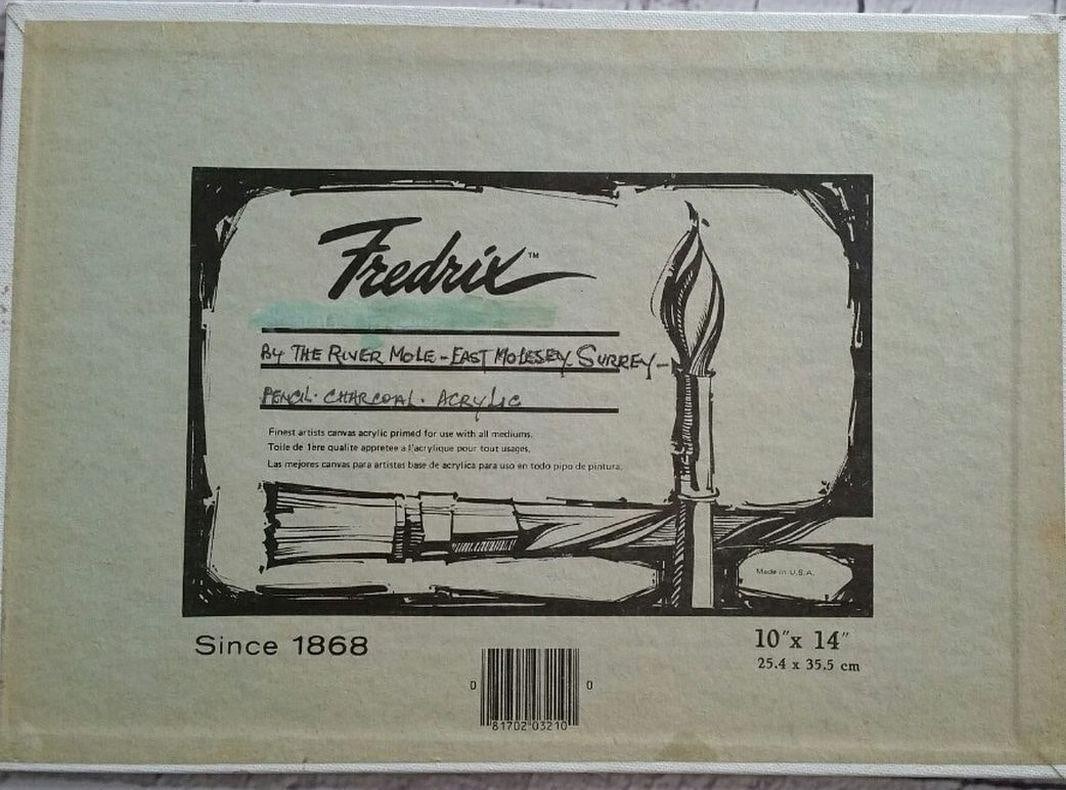 Fredrix™
BY THE RIVER MOLE - EAST MOLESEY. SURREY -
PENCIL. CHARCOAL. ACRYLIC
Finest artists canvas acrylic primed for use with all mediums.
Toile de 1ère qualite appretee a l'acrylique pour tout usages.
Las mejores canvas para artistas base de acrylica para uso en todo pipo de pintura.
Made in U.S.A.
Since 1868
10" x 14"
25.4 x 35.5 cm
0 81702 03210 0